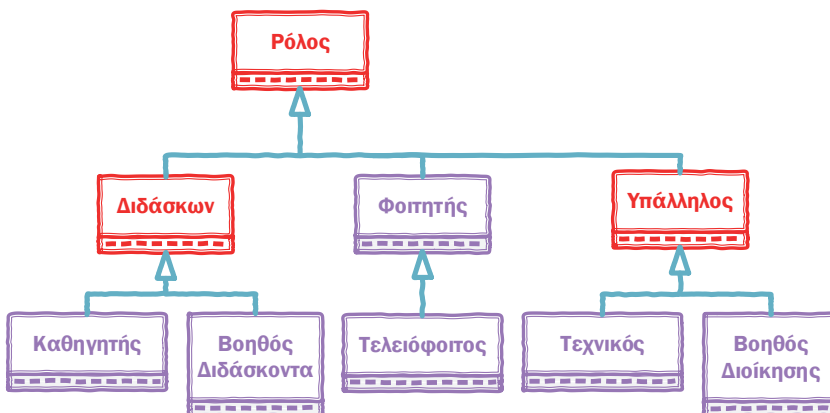 Ρόλος
Διδάσκων
Φοιτητής
Υπάλληλος
Καθηγητής
Βοηθός
Διδάσκοντα
Τελειόφοιτος
Τεχνικός
Βοηθός
Διοίκησης